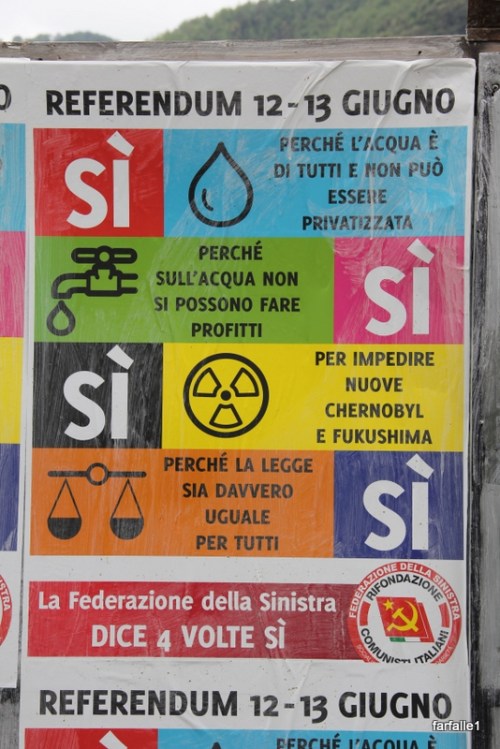 REFERENDUM 12-13 GIUGNO
SÌ
PERCHÉ L'ACQUA È
DI TUTTI E NON PUÒ
ESSERE
PRIVATIZZATA
PERCHÉ
SULL'ACQUA NON
SI POSSONO FARE
PROFITTI
SÌ
SÌ
PER IMPEDIRE
NUOVE
CHERNOBYL
E FUKUSHIMA
PERCHÉ LA LEGGE
SIA DAVVERO
UGUALE
PER TUTTI
SÌ
La Federazione della Sinistra
DICE 4 VOLTE SÌ
FEDERAZIONE DELLA SINISTRA
RIFONDAZIONE
COMUNISTI ITALIANI
REFERENDUM 12-13 GIUGNO
SÌ
PERCHÉ L'ACQUA È
farfalle1